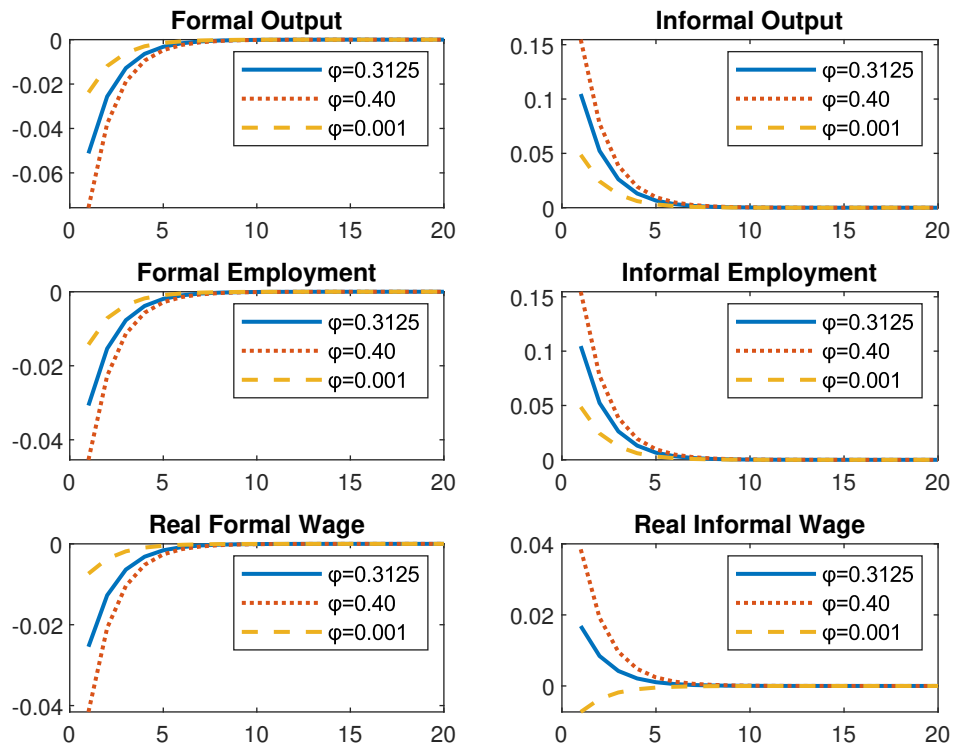 Formal Output
0
-0.02
-0.04
-0.06
0 5 10 15 20
φ=0.3125
φ=0.40
φ=0.001
Informal Output
0.15
0.1
0.05
0
0 5 10 15 20
φ=0.3125
φ=0.40
φ=0.001
Formal Employment
0
-0.02
-0.04
0 5 10 15 20
φ=0.3125
φ=0.40
φ=0.001
Informal Employment
0.15
0.1
0.05
0
0 5 10 15 20
φ=0.3125
φ=0.40
φ=0.001
Real Formal Wage
0
-0.02
-0.04
0 5 10 15 20
φ=0.3125
φ=0.40
φ=0.001
Real Informal Wage
0.04
0.02
0
0 5 10 15 20
φ=0.3125
φ=0.40
φ=0.001